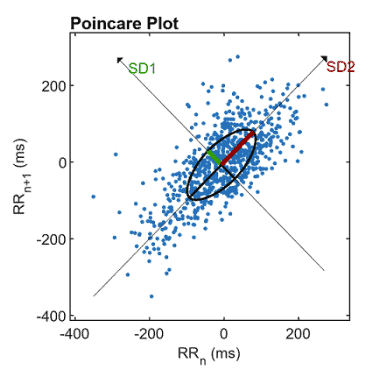 Poincare Plot
SD1
SD2
200
0
-200
-400
RRn+1 (ms)
-400
-200
0
200
RRn (ms)